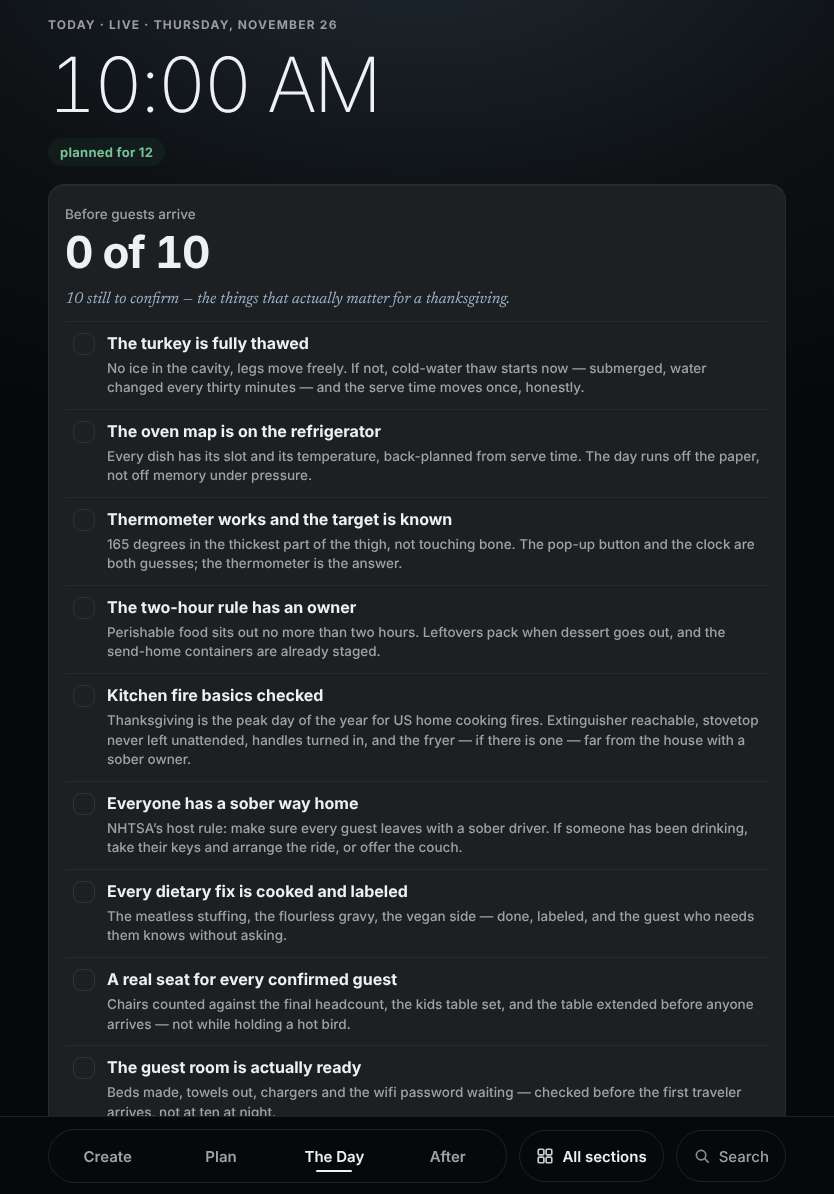 TODAY · LIVE · THURSDAY, NOVEMBER 26
10:00 AM
planned for 12
Before guests arrive
0 of 10
10 still to confirm – the things that actually matter for a thanksgiving.
The turkey is fully thawed
No ice in the cavity, legs move freely. If not, cold-water thaw starts now — submerged, water
changed every thirty minutes — and the serve time moves once, honestly.
The oven map is on the refrigerator
Every dish has its slot and its temperature, back-planned from serve time. The day runs off the paper,
not off memory under pressure.
Thermometer works and the target is known
165 degrees in the thickest part of the thigh, not touching bone. The pop-up button and the clock are
both guesses; the thermometer is the answer.
The two-hour rule has an owner
Perishable food sits out no more than two hours. Leftovers pack when dessert goes out, and the
send-home containers are already staged.
Kitchen fire basics checked
Thanksgiving is the peak day of the year for US home cooking fires. Extinguisher reachable, stovetop
never left unattended, handles turned in, and the fryer — if there is one — far from the house with a
sober owner.
Everyone has a sober way home
NHTSA's host rule: make sure every guest leaves with a sober driver. If someone has been drinking,
take their keys and arrange the ride, or offer the couch.
Every dietary fix is cooked and labeled
The meatless stuffing, the flourless gravy, the vegan side — done, labeled, and the guest who needs
them knows without asking.
A real seat for every confirmed guest
Chairs counted against the final headcount, the kids table set, and the table extended before anyone
arrives — not while holding a hot bird.
The guest room is actually ready
Beds made, towels out, chargers and the wifi password waiting — checked before the first traveler
arrives, not at ten at night.
Create Plan The Day After All sections Search